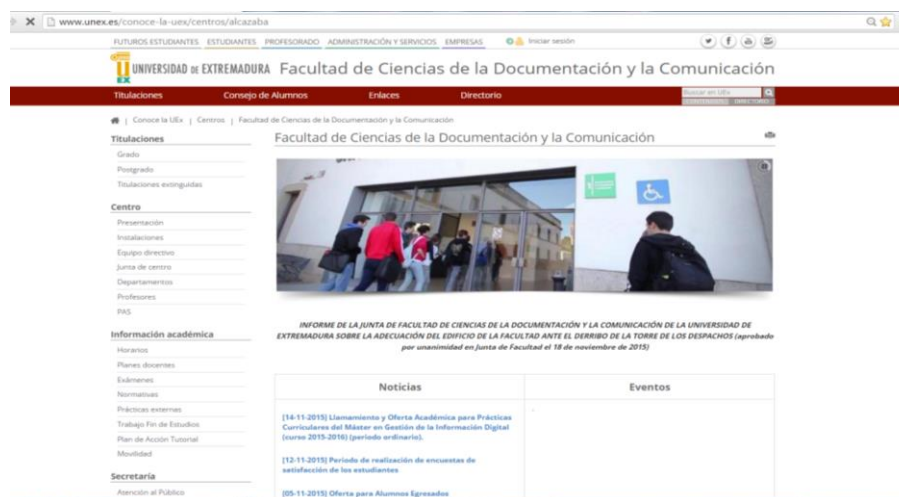 www.unex.es/conoce-la-uex/centros/alcazaba
FUTUROS ESTUDIANTES ESTUDIANTES PROFESORADO ADMINISTRACIÓN Y SERVICIOS EMPRESAS Iniciar sesión
UNIVERSIDAD DE EXTREMADURA Facultad de Ciencias de la Documentación y la Comunicación
EX
Titulaciones Consejo de Alumnos Enlaces Directorio Buscar en UEx
DIRECTORIO
Conoce la UEx | Centros | Facultad de Ciencias de la Documentación y la Comunicación
Titulaciones
Grado
Postgrado
Titulaciones extinguidas
Centro
Presentación
Instalaciones
Equipo directivo
Junta de centro
Departamentos
Profesores
PAS
Información académica
Horarios
Planes docentes
Exámenes
Normativas
Prácticas externas
Trabajo Fin de Estudios
Plan de Acción Tutorial
Movilidad
Secretaría
Atención al Público
Facultad de Ciencias de la Documentación y la Comunicación
INFORME DE LA JUNTA DE FACULTAD DE CIENCIAS DE LA DOCUMENTACIÓN Y LA COMUNICACIÓN DE LA UNIVERSIDAD DE
EXTREMADURA SOBRE LA ADECUACIÓN DEL EDIFICIO DE LA FACULTAD ANTE EL DERRIBO DE LA TORRE DE LOS DESPACHOS (aprobado
por unanimidad en Junta de Facultad el 18 de noviembre de 2015)
Noticias
[14-11-2015] Llamamiento y Oferta Académica para Prácticas
Curriculares del Máster en Gestión de la Información Digital
(curso 2015-2016) (periodo ordinario).
[12-11-2015] Periodo de realización de encuestas de
satisfacción de los estudiantes
[05-11-2015] Oferta para Alumnos Egresados
Eventos